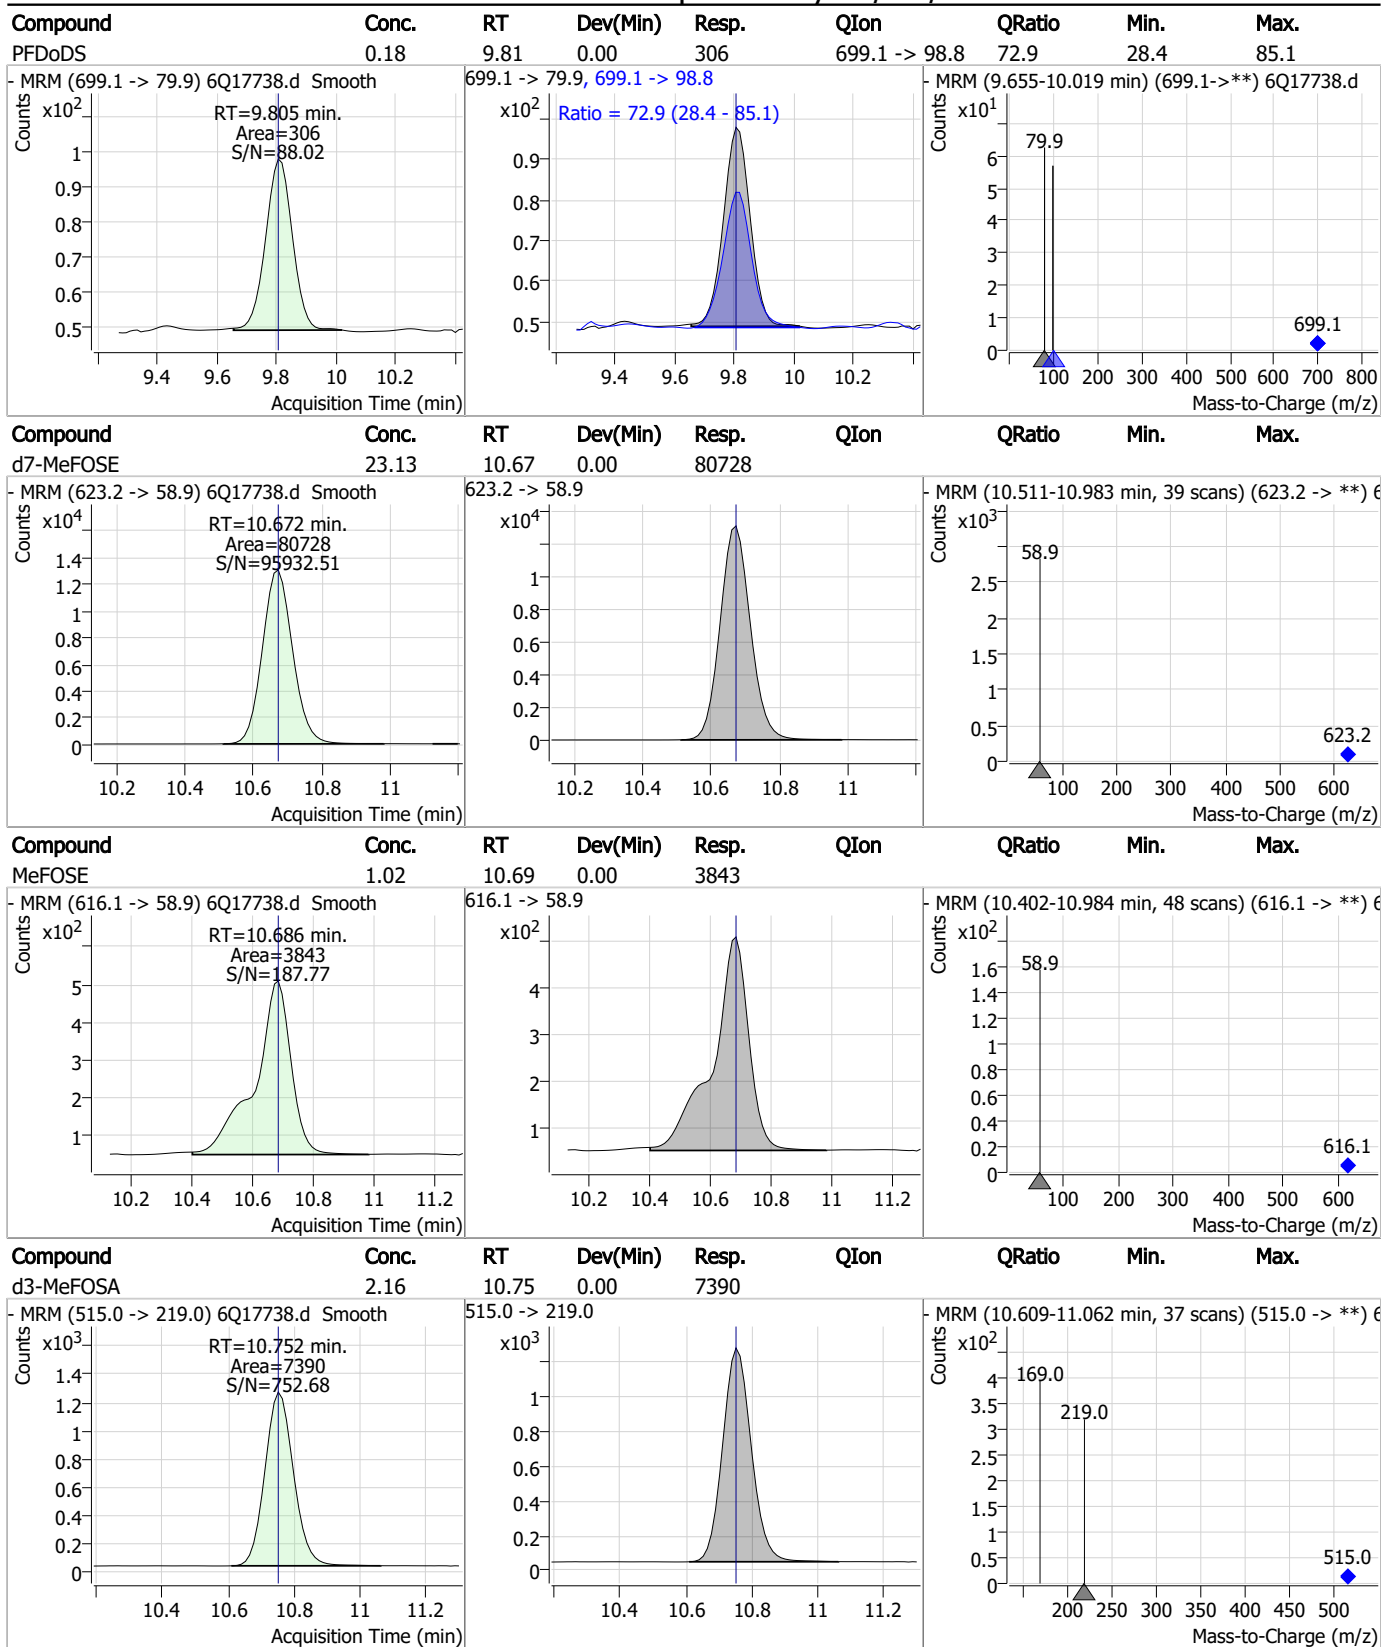 Compound Conc. RT Dev(Min) Resp. QIon QRatio Min. Max.
PFDoDS 0.18 9.81 0.00 306 699.1 -> 98.8 72.9 28.4 85.1
- MRM (699.1 -> 79.9) 6Q17738.d Smooth
Counts
x10^2
RT=9.805 min.
Area=306
S/N=88.02
1
0.9
0.8
0.7
0.6
0.5
9.4 9.6 9.8 10 10.2
Acquisition Time (min)
699.1 -> 79.9, 699.1 -> 98.8
x10^2
Ratio = 72.9 (28.4 - 85.1)
0.9
0.8
0.7
0.6
0.5
9.4 9.6 9.8 10 10.2
Acquisition Time (min)
- MRM (9.655-10.019 min) (699.1->**) 6Q17738.d
Counts
x10^1
79.9
6
5
4
3
2
1
0
699.1
100 200 300 400 500 600 700 800
Mass-to-Charge (m/z)
Compound Conc. RT Dev(Min) Resp. QIon QRatio Min. Max.
d7-MeFOSE 23.13 10.67 0.00 80728
- MRM (623.2 -> 58.9) 6Q17738.d Smooth
Counts
x10^4
RT=10.672 min.
Area=80728
S/N=95932.51
1.4
1.2
1
0.8
0.6
0.4
0.2
0
10.2 10.4 10.6 10.8 11
Acquisition Time (min)
623.2 -> 58.9
x10^4
1
0.8
0.6
0.4
0.2
0
10.2 10.4 10.6 10.8 11
Acquisition Time (min)
- MRM (10.511-10.983 min, 39 scans) (623.2 -> **) 6
Counts
x10^3
58.9
2.5
2
1.5
1
0.5
0
623.2
100 200 300 400 500 600
Mass-to-Charge (m/z)
Compound Conc. RT Dev(Min) Resp. QIon QRatio Min. Max.
MeFOSE 1.02 10.69 0.00 3843
- MRM (616.1 -> 58.9) 6Q17738.d Smooth
Counts
x10^2
RT=10.686 min.
Area=3843
S/N=187.77
5
4
3
2
1
10.2 10.4 10.6 10.8 11 11.2
Acquisition Time (min)
616.1 -> 58.9
x10^2
4
3
2
1
10.2 10.4 10.6 10.8 11 11.2
Acquisition Time (min)
- MRM (10.402-10.984 min, 48 scans) (616.1 -> **) 6
Counts
x10^2
58.9
1.6
1.4
1.2
1
0.8
0.6
0.4
0.2
0
616.1
100 200 300 400 500 600
Mass-to-Charge (m/z)
Compound Conc. RT Dev(Min) Resp. QIon QRatio Min. Max.
d3-MeFOSA 2.16 10.75 0.00 7390
- MRM (515.0 -> 219.0) 6Q17738.d Smooth
Counts
x10^3
RT=10.752 min.
Area=7390
S/N=752.68
1.4
1.2
1
0.8
0.6
0.4
0.2
0
10.4 10.6 10.8 11 11.2
Acquisition Time (min)
515.0 -> 219.0
x10^3
1
0.8
0.6
0.4
0.2
0
10.4 10.6 10.8 11 11.2
Acquisition Time (min)
- MRM (10.609-11.062 min, 37 scans) (515.0 -> **) 6
Counts
x10^2
169.0
219.0
4
3.5
3
2.5
2
1.5
1
0.5
0
515.0
200 250 300 350 400 450 500
Mass-to-Charge (m/z)